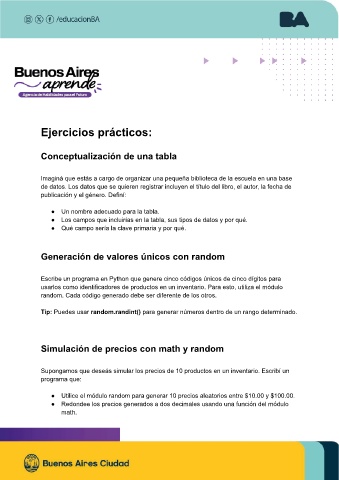 /educacionBA
BA
Buenos Aires
aprende
Agencia de Habilidades para el Futuro
Ejercicios prácticos:
Conceptualización de una tabla
Imaginá que estás a cargo de organizar una pequeña biblioteca de la escuela en una base
de datos. Los datos que se quieren registrar incluyen el título del libro, el autor, la fecha de
publicación y el género. Definí:
● Un nombre adecuado para la tabla.
● Los campos que incluirías en la tabla, sus tipos de datos y por qué.
● Qué campo sería la clave primaria y por qué.
Generación de valores únicos con random
Escribe un programa en Python que genere cinco códigos únicos de cinco dígitos para
usarlos como identificadores de productos en un inventario. Para esto, utiliza el módulo
random. Cada código generado debe ser diferente de los otros.
Tip: Puedes usar random.randint() para generar números dentro de un rango determinado.
Simulación de precios con math y random
Supongamos que deseás simular los precios de 10 productos en un inventario. Escribí un
programa que:
● Utilice el módulo random para generar 10 precios aleatorios entre $10.00 y $100.00.
● Redondee los precios generados a dos decimales usando una función del módulo
math.
Buenos Aires Ciudad
BA